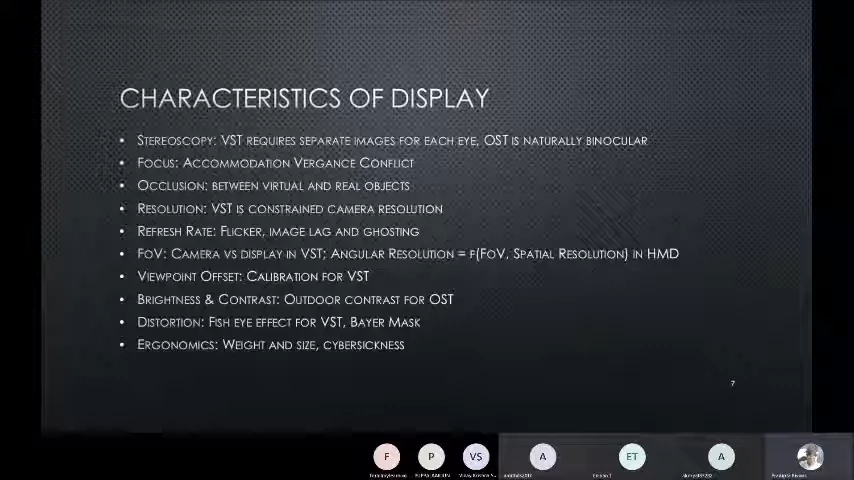 CHARACTERISTICS OF DISPLAY
• STEREOSCOPY: VST REQUIRES SEPARATE IMAGES FOR EACH EYE, OST IS NATURALLY BINOCULAR
• FOCUS: ACCOMMODATION VERGANCE CONFLICT
• OCCLUSION: BETWEEN VIRTUAL AND REAL OBJECTS
• RESOLUTION: VST IS CONSTRAINED CAMERA RESOLUTION
• REFRESH RATE: FLICKER, IMAGE LAG AND GHOSTING
• FOV: CAMERA VS DISPLAY IN VST; ANGULAR RESOLUTION = F(FOV, SPATIAL RESOLUTION) IN HMD
• VIEWPOINT OFFSET: CALIBRATION FOR VST
• BRIGHTNESS & CONTRAST: OUTDOOR CONTRAST FOR OST
• DISTORTION: FISH EYE EFFECT FOR VST, BAYER MASK
• ERGONOMICS: WEIGHT AND SIZE, CYBERSICKNESS
7
F P VS A ET A